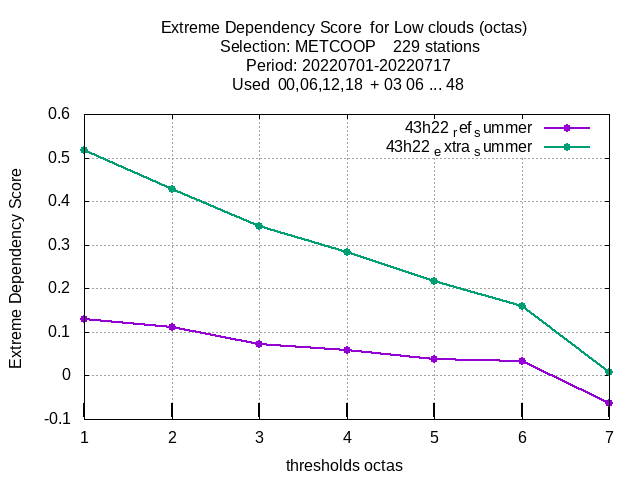 Extreme Dependency Score for Low clouds (octas)
Selection: METCOOP 229 stations
Period: 20220701-20220717
Used 00,06,12,18 + 03 06 ... 48
0.6
0.5
0.4
0.3
0.2
0.1
0
-0.1
Extreme Dependency Score
43h22 ref summer
43h22 extra summer
1 2 3 4 5 6 7
thresholds octas